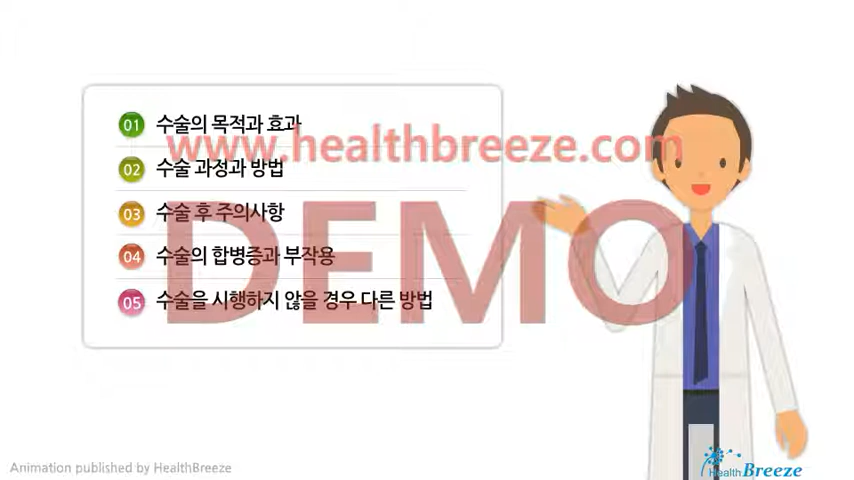 01 수술의 목적과 효과
www.healthbreeze.com
02 수술 과정과 방법
03 수술 후 주의사항
DEMO
04 수술의 합병증과 부작용
05 수술을 시행하지 않을 경우 다른 방법
Animation published by HealthBreeze
Health Breeze